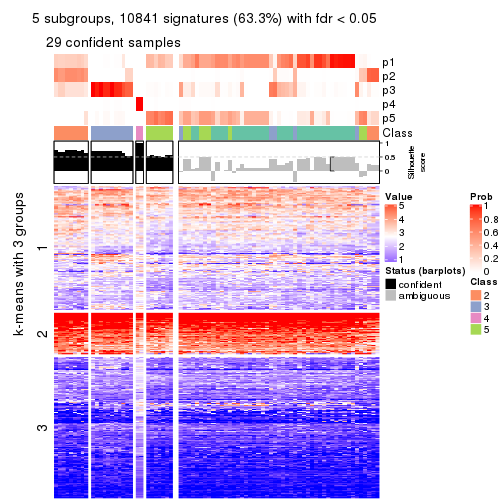 5 subgroups, 10841 signatures (63.3%) with fdr < 0.05
29 confident samples
p1
p2
p3
p4
p5
Class
1
0.5
0
Silhouette
score
k-means with 3 groups
1
2
3
Value
5
4
3
2
1
Status (barplots)
confident
ambiguous
Prob
1
0.8
0.6
0.4
0.2
0
Class
2
3
4
5